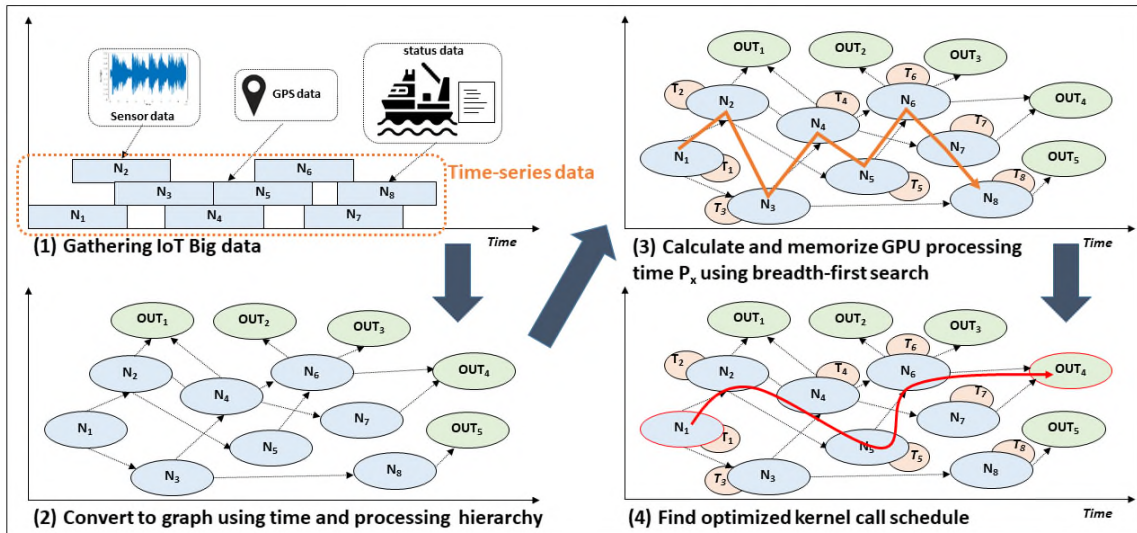 Sensor data
GPS data
status data
N2
N6
Time-series data
N3
N5
N8
N1
N4
N7
Time
(1) Gathering IoT Big data
OUT1
OUT2
OUT3
T6
T2
N2
T4
N6
OUT4
N4
T7
N1
N7
OUT5
T1
N5
T8
T5
T3
N3
N8
(3) Calculate and memorize GPU processing
Time
time Px using breadth-first search
OUT1
OUT2
OUT3
N2
N6
OUT4
N4
N7
N1
OUT5
N5
N3
N8
Time
(2) Convert to graph using time and processing hierarchy
OUT1
OUT2
OUT3
T6
T2
N2
T4
N6
OUT4
N4
T7
N1
N7
OUT5
T1
N5
T8
T5
T3
N3
N8
Time
(4) Find optimized kernel call schedule